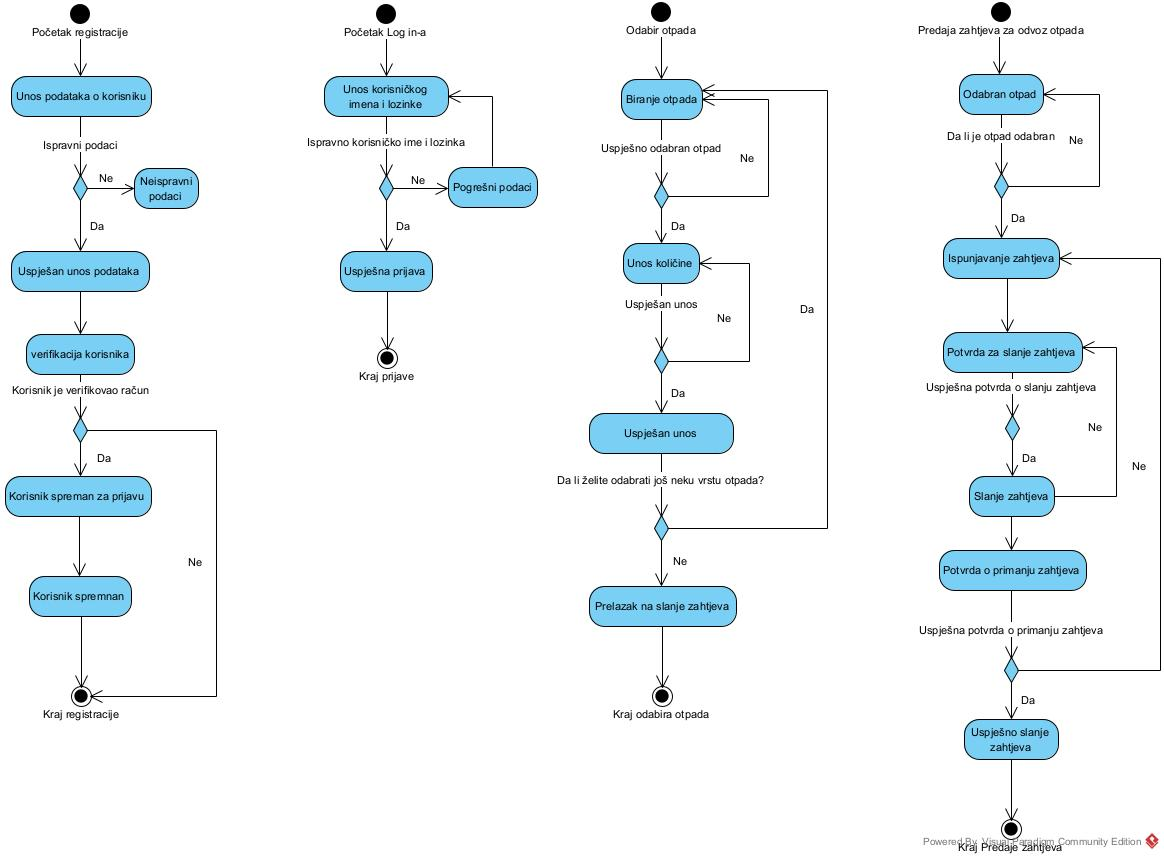 Početak registracije
Unos podataka o korisniku
Ispravni podaci
Ne
Neispravni
podaci
Da
Uspješan unos podataka
verifikacija korisnika
Korisnik je verifikovao račun
Da
Korisnik spreman za prijavu
Ne
Korisnik spremnan
Kraj registracije
Početak Log in-a
Unos korisničkog
imena i lozinke
Ispravno korisničko ime i lozinka
Ne
Pogrešni podaci
Da
Uspješna prijava
Kraj prijave
Odabir otpada
Biranje otpada
Uspješno odabran otpad
Ne
Da
Unos količine
Uspješan unos
Ne
Da
Da
Uspješan unos
Da li želite odabrati još neku vrstu otpada?
Ne
Prelazak na slanje zahtjeva
Kraj odabira otpada
Predaja zahtjeva za odvoz otpada
Odabran otpad
Da li je otpad odabran
Ne
Da
Ispunjavanje zahtjeva
Potvrda za slanje zahtjeva
Uspješna potvrda o slanju zahtjeva
Ne
Da
Ne
Slanje zahtjeva
Potvrda o primanju zahtjeva
Uspješna potvrda o primanju zahtjeva
Da
Uspješno slanje
zahtjeva
Powered By Visual Paradigm Community Edition
Kraj Predaje zahtjeva